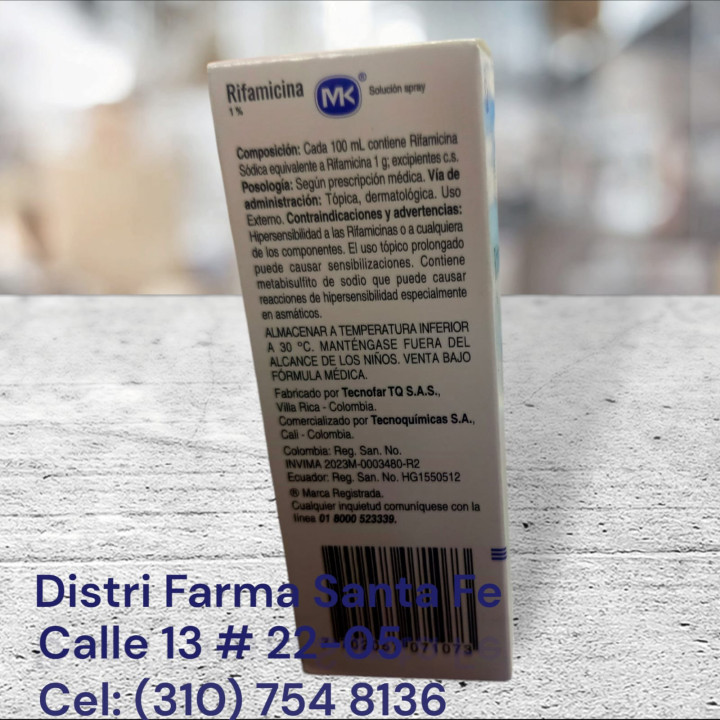 Rifamicina MK® Solución spray
1 %
Composición: Cada 100 mL contiene Rifamicina
Sódica equivalente a Rifamicina 1 g; excipientes c.s.
Posología: Según prescripción médica. Vía de
administración: Tópica, dermatológica. Uso
Externo. Contraindicaciones y advertencias:
Hipersensibilidad a las Rifamicinas o a cualquiera
de los componentes. El uso tópico prolongado
puede causar sensibilizaciones. Contiene
metabisulfito de sodio que puede causar
reacciones de hipersensibilidad especialmente
en asmáticos.
ALMACENAR A TEMPERATURA INFERIOR
A 30 °C. MANTÉNGASE FUERA DEL
ALCANCE DE LOS NIÑOS. VENTA BAJO
FÓRMULA MÉDICA.
Fabricado por Tecnofar TQ S.A.S.,
Villa Rica - Colombia.
Comercializado por Tecnoquímicas S.A.,
Cali - Colombia.
Colombia: Reg. San. No.
INVIMA 2023M-0003480-R2
Ecuador: Reg. San. No. HG1550512
® Marca Registrada.
Cualquier inquietud comuníquese con la
línea 01 8000 523339.
Distri Farma Santa Fe
Calle 13 # 22-05
071073
Cel: (310) 754 8136